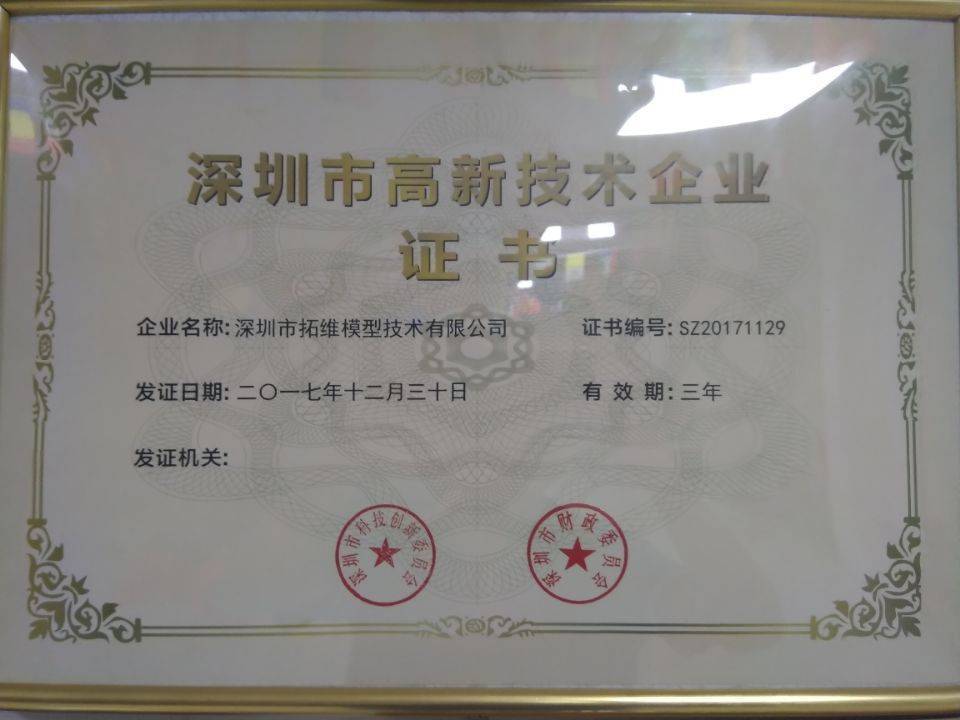 深圳市高新技术企业
证书
企业名称: 深圳市拓维模型技术有限公司 证书编号: SZ20171129
发证日期: 二〇一七年十二月三十日 有效期: 三年
发证机关:
深圳市科技创新委员会 深圳市财政委员会